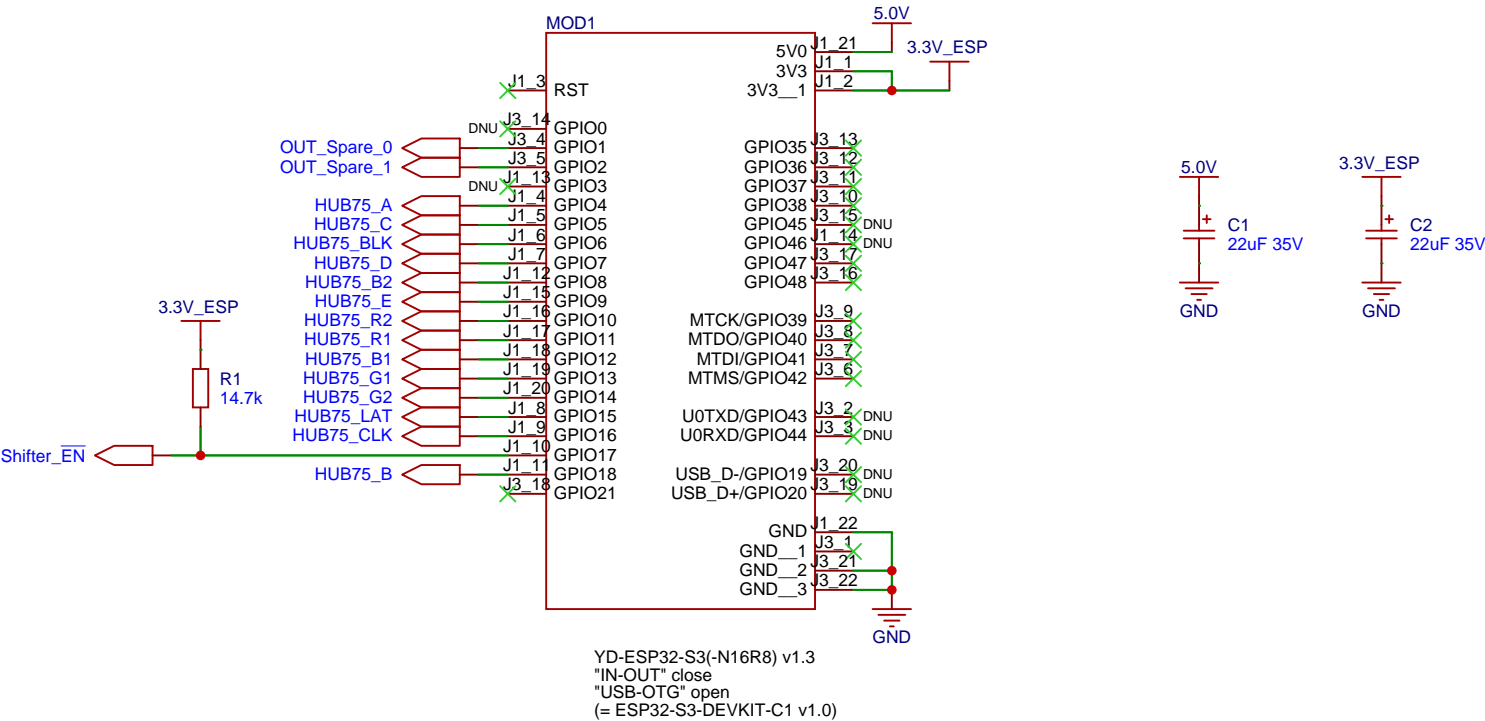 MOD1
5.0V
J1_21
5V0
3.3V_ESP
J1_1
3V3
J1_2
3V3__1
J1_3
RST
DNU
J3_14
GPIO0
OUT_Spare_0
J3_4
GPIO1
OUT_Spare_1
J3_5
GPIO2
DNU
J1_13
GPIO3
HUB75_A
J1_4
GPIO4
HUB75_C
J1_5
GPIO5
HUB75_BLK
J1_6
GPIO6
HUB75_D
J1_7
GPIO7
HUB75_B2
J1_12
GPIO8
HUB75_E
J1_15
GPIO9
HUB75_R2
J1_16
GPIO10
HUB75_R1
J1_17
GPIO11
HUB75_B1
J1_18
GPIO12
HUB75_G1
J1_19
GPIO13
HUB75_G2
J1_20
GPIO14
HUB75_LAT
J1_8
GPIO15
HUB75_CLK
J1_9
GPIO16
3.3V_ESP
R1
14.7k
Shifter_EN
J1_10
GPIO17
HUB75_B
J1_11
GPIO18
J3_18
GPIO21
GPIO35
J3_13
GPIO36
J3_12
GPIO37
J3_11
GPIO38
J3_10
GPIO45
J3_15
DNU
GPIO46
J1_14
DNU
GPIO47
J3_17
GPIO48
J3_16
MTCK/GPIO39
J3_9
MTDO/GPIO40
J3_8
MTDI/GPIO41
J3_7
MTMS/GPIO42
J3_6
U0TXD/GPIO43
J3_2
DNU
U0RXD/GPIO44
J3_3
DNU
USB_D-/GPIO19
J3_20
DNU
USB_D+/GPIO20
J3_19
DNU
GND
J1_22
GND__1
J3_1
GND__2
J3_21
GND__3
J3_22
GND
5.0V
+
C1
22uF 35V
GND
3.3V_ESP
+
C2
22uF 35V
GND
YD-ESP32-S3(-N16R8) v1.3
"IN-OUT" close
"USB-OTG" open
(= ESP32-S3-DEVKIT-C1 v1.0)